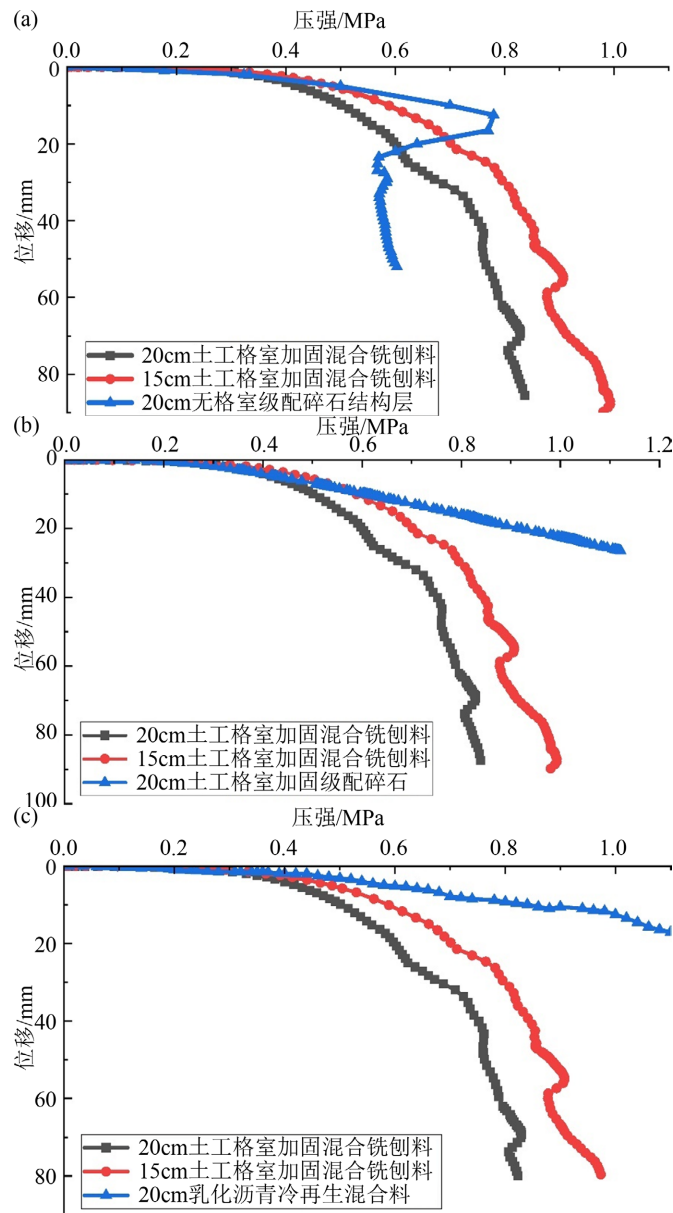 (a)
压强/MPa
0.0 0.2 0.4 0.6 0.8 1.0
0
20
40
60
80
位移/mm
20cm土工格室加固混合铣刨料
15cm土工格室加固混合铣刨料
20cm无格室级配碎石结构层
(b)
压强/MPa
0.0 0.2 0.4 0.6 0.8 1.0 1.2
0
20
40
60
80
100
位移/mm
20cm土工格室加固混合铣刨料
15cm土工格室加固混合铣刨料
20cm土工格室加固级配碎石
(c)
压强/MPa
0.0 0.2 0.4 0.6 0.8 1.0
0
20
40
60
80
位移/mm
20cm土工格室加固混合铣刨料
15cm土工格室加固混合铣刨料
20cm乳化沥青冷再生混合料